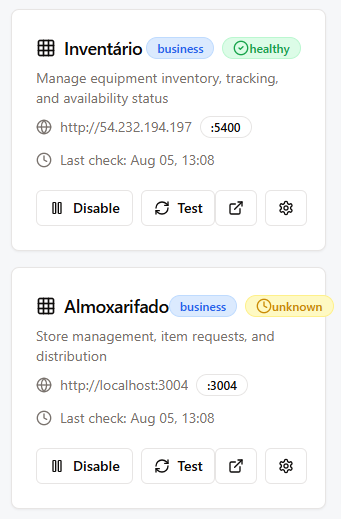 Inventário business healthy
Manage equipment inventory, tracking,
and availability status
http://54.232.194.197 :5400
Last check: Aug 05, 13:08
Disable Test
Almoxarifado business unknown
Store management, item requests, and
distribution
http://localhost:3004 :3004
Last check: Aug 05, 13:08
Disable Test